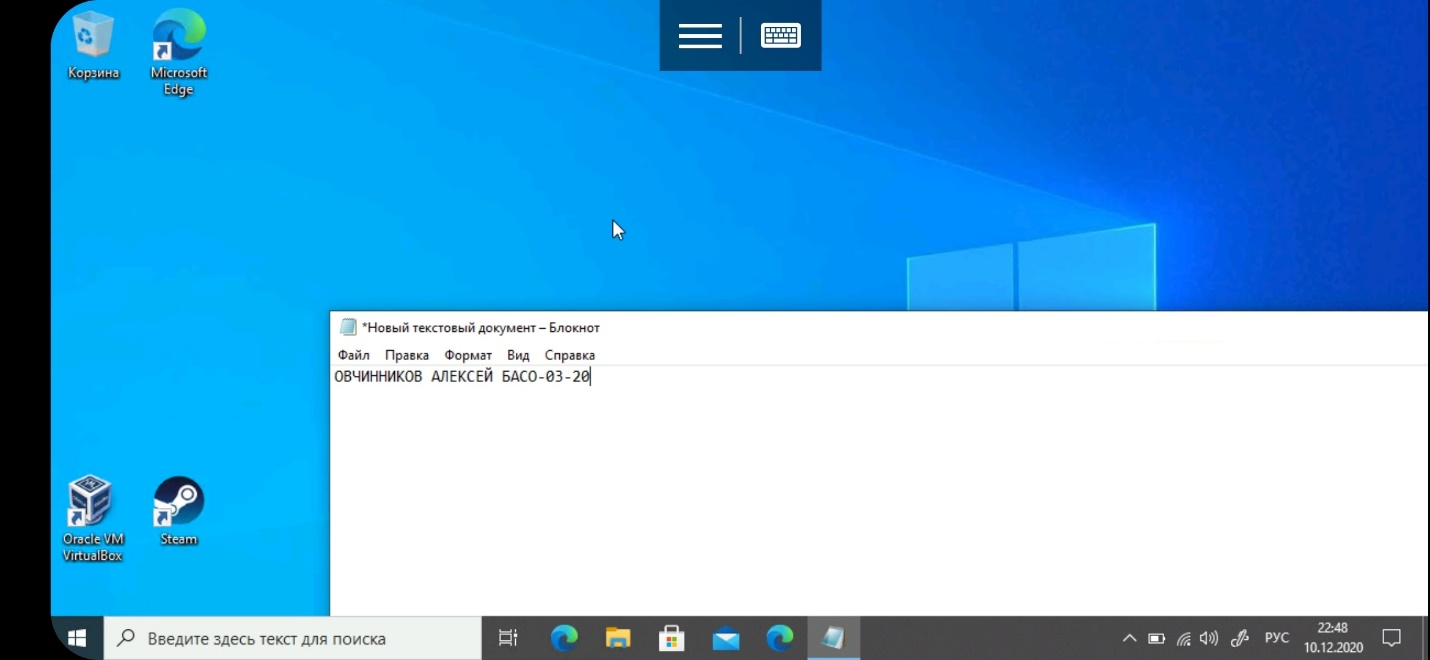 Корзина
Microsoft
Edge
*Новый текстовый документ – Блокнот
Файл Правка Формат Вид Справка
ОВЧИННИКОВ АЛЕКСЕЙ БАСО-03-20
Oracle VM
VirtualBox
Steam
Введите здесь текст для поиска
РУС
22:48
10.12.2020